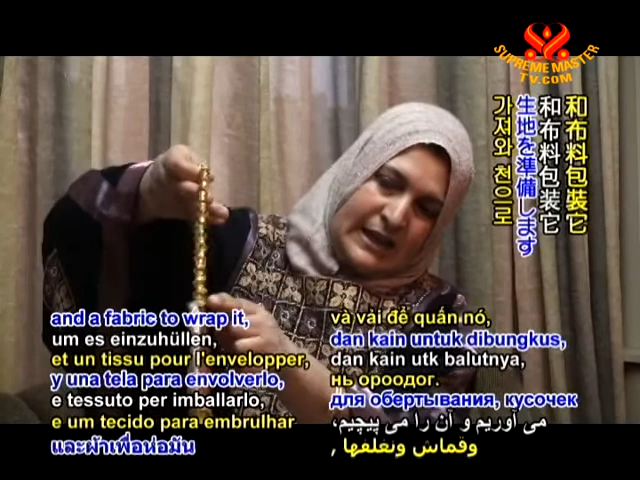 SUPREME MASTER
TV.COM
和布料包裝它
和布料包装它
生地を準備します
가져와 천으로
and a fabric to wrap it,
um es einzuhüllen,
et un tissu pour l'envelopper,
y una tela para envolverlo,
e tessuto per imballarlo,
e um tecido para embrulhar
และผ้าเพื่อห่อมัน
và vải để quấn nó,
dan kain untuk dibungkus,
dan kain utk balutnya,
нь ороодог.
для обертывания, кусочек
می آوریم و آن را می پیچیم،
وقماش ونغلفها ,